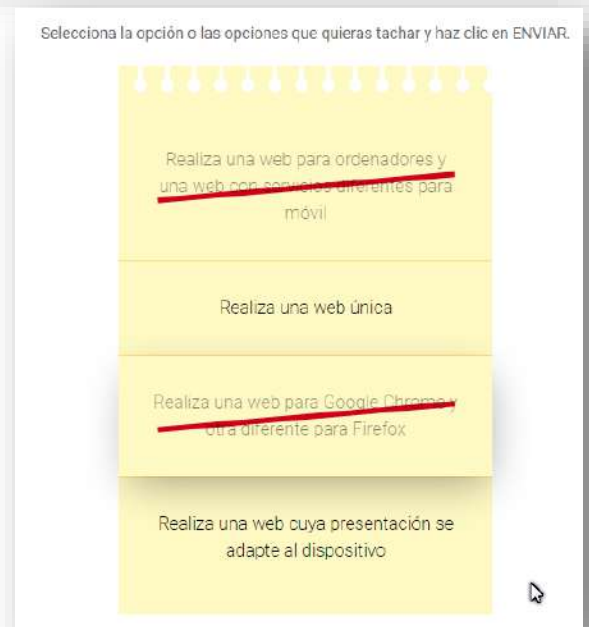 Selecciona la opción o las opciones que quieras tachar y haz clic en ENVIAR.
Realiza una web para ordenadores y
una web con servicios diferentes para
móvil
Realiza una web única
Realiza una web para Google Chrome y
otra diferente para Firefox
Realiza una web cuya presentación se
adapte al dispositivo